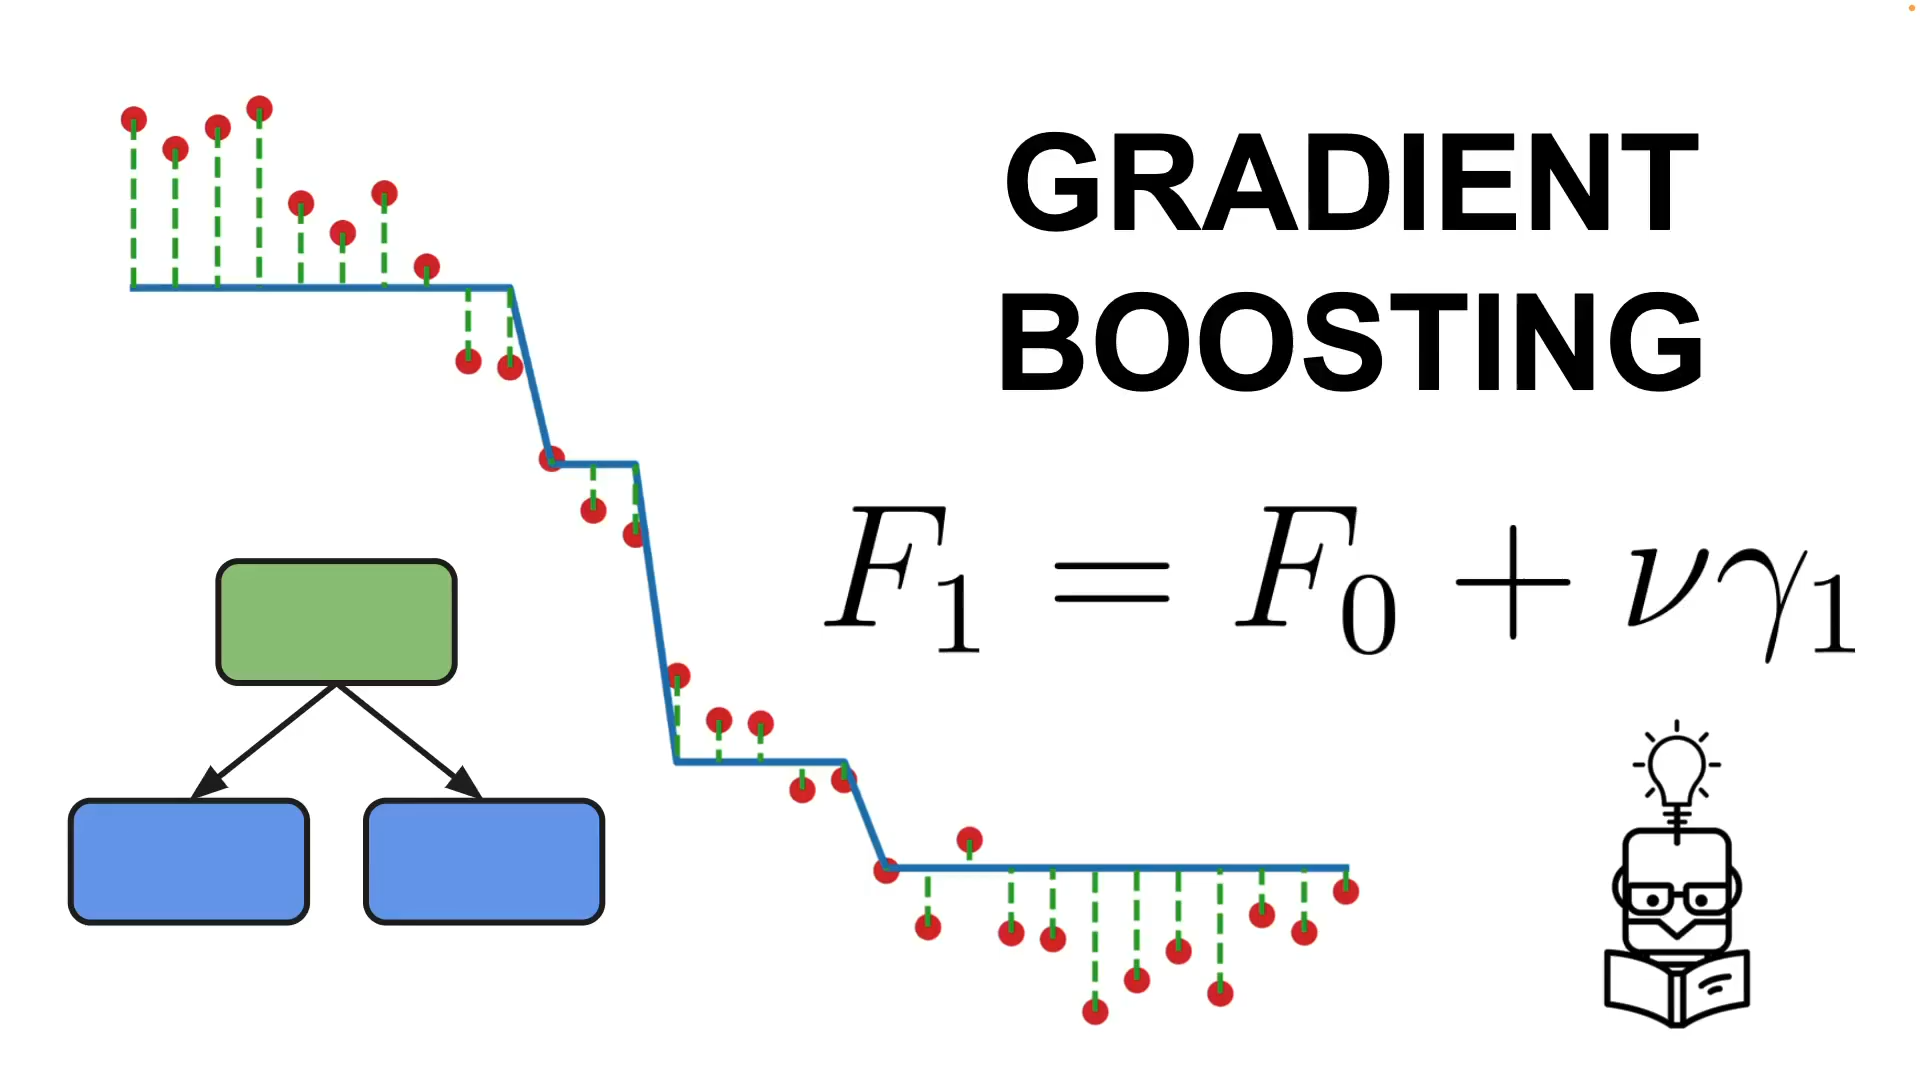 GRADIENT
BOOSTING
F₁ = F₀ + νγ₁